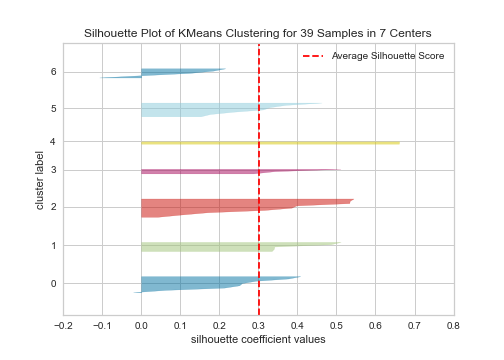 Silhouette Plot of KMeans Clustering for 39 Samples in 7 Centers
Average Silhouette Score
6
5
4
3
2
1
0
cluster label
−0.2 −0.1 0.0 0.1 0.2 0.3 0.4 0.5 0.6 0.7 0.8
silhouette coefficient values